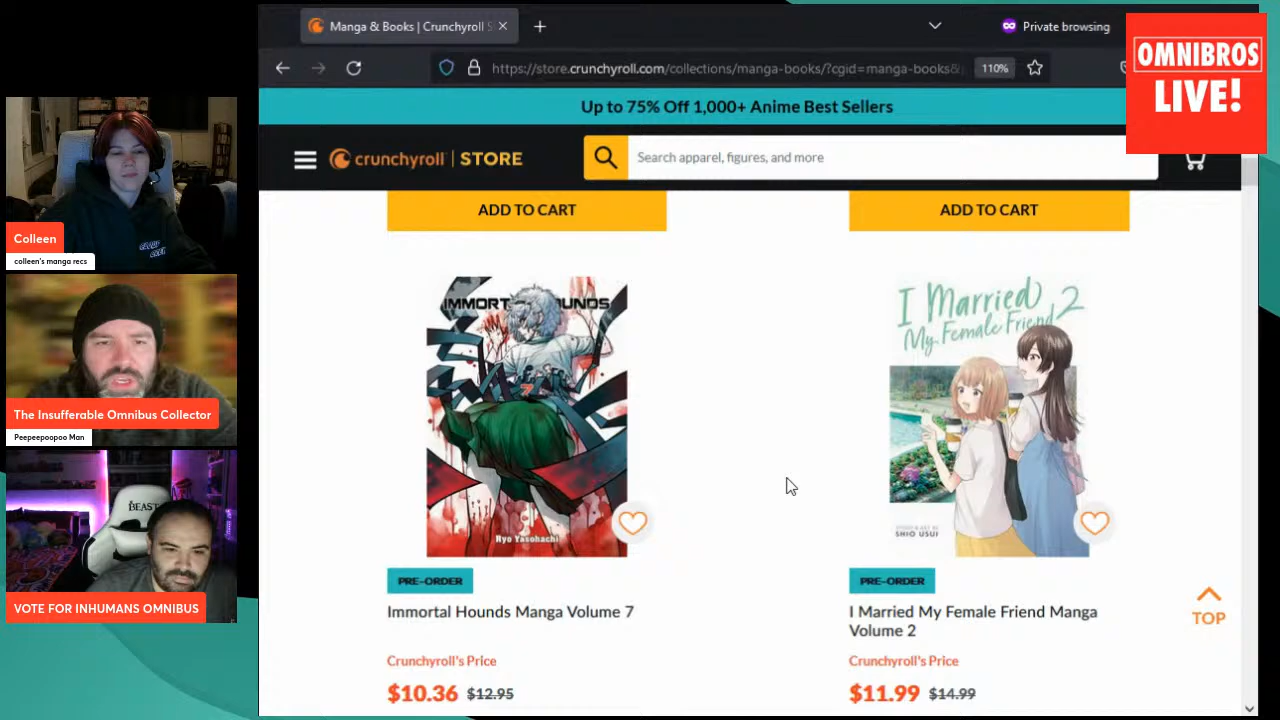 Manga & Books | Crunchyroll S
Private browsing
https://store.crunchyroll.com/collections/manga-books/?cgid=manga-books&
110%
OMNIBROS
LIVE!
Up to 75% Off 1,000+ Anime Best Sellers
crunchyroll | STORE
Search apparel, figures, and more
ADD TO CART
ADD TO CART
Colleen
colleen's manga recs
The Insufferable Omnibus Collector
Peepeepoopoo Man
BEAST
VOTE FOR INHUMANS OMNIBUS
7
Ryo Yasohachi
I Married
My Female Friend 2
STORY & ART BY
SHIO USUI
PRE-ORDER
PRE-ORDER
Immortal Hounds Manga Volume 7
I Married My Female Friend Manga
Volume 2
TOP
Crunchyroll's Price
Crunchyroll's Price
$10.36 $12.95
$11.99 $14.99